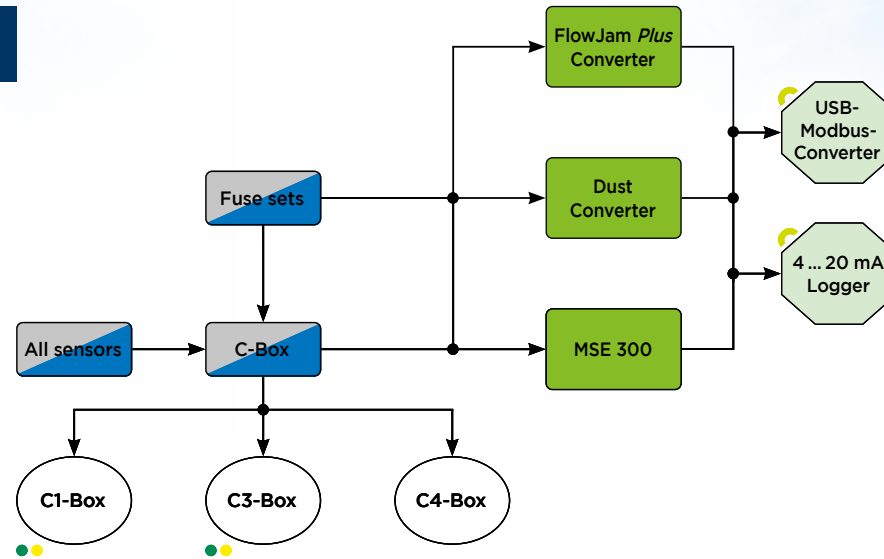 FlowJam Plus
Converter
USB-
Modbus-
Converter
Fuse sets
Dust
Converter
4 ... 20 mA
Logger
All sensors
C-Box
MSE 300
C1-Box
C3-Box
C4-Box